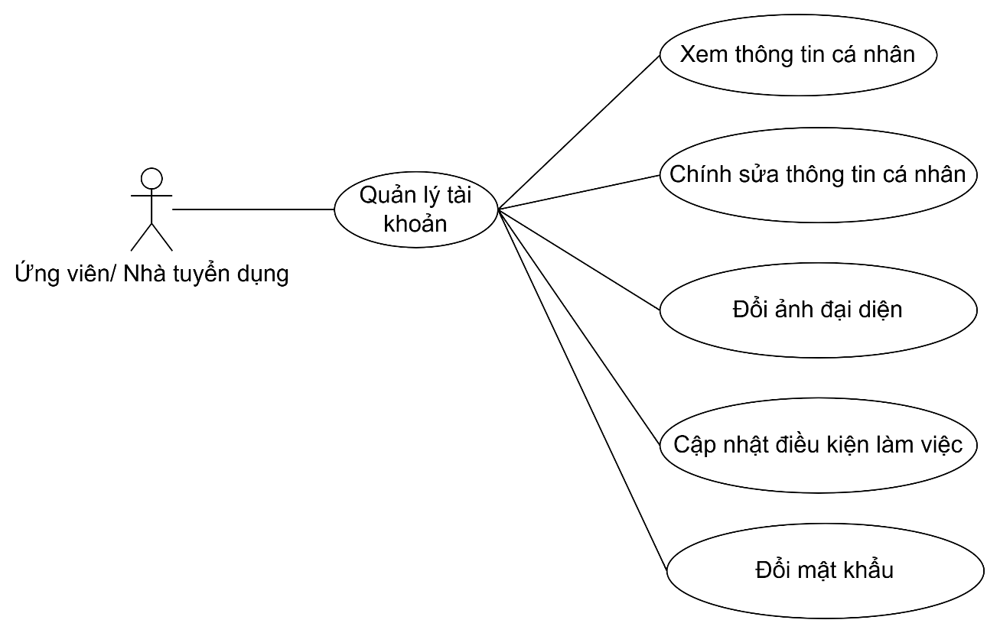 Xem thông tin cá nhân
Chính sửa thông tin cá nhân
Quản lý tài
khoản
Ứng viên/ Nhà tuyển dụng
Đổi ảnh đại diện
Cập nhật điều kiện làm việc
Đổi mật khẩu